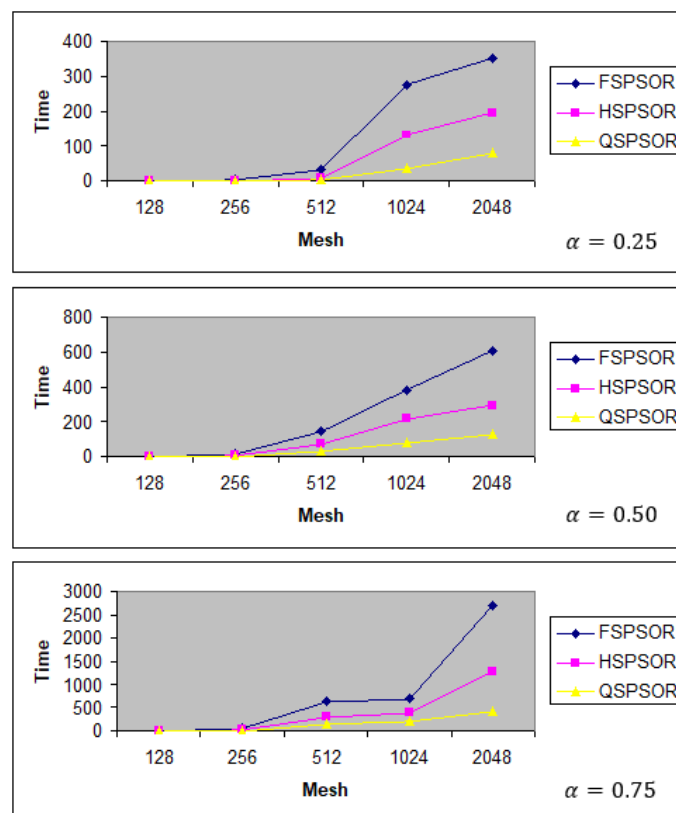 400
300
200
100
0
Time
128 256 512 1024 2048
Mesh
FSPSOR
HSPSOR
QSPSOR
α = 0.25
800
600
400
200
0
Time
128 256 512 1024 2048
Mesh
FSPSOR
HSPSOR
QSPSOR
α = 0.50
3000
2500
2000
1500
1000
500
0
Time
128 256 512 1024 2048
Mesh
FSPSOR
HSPSOR
QSPSOR
α = 0.75